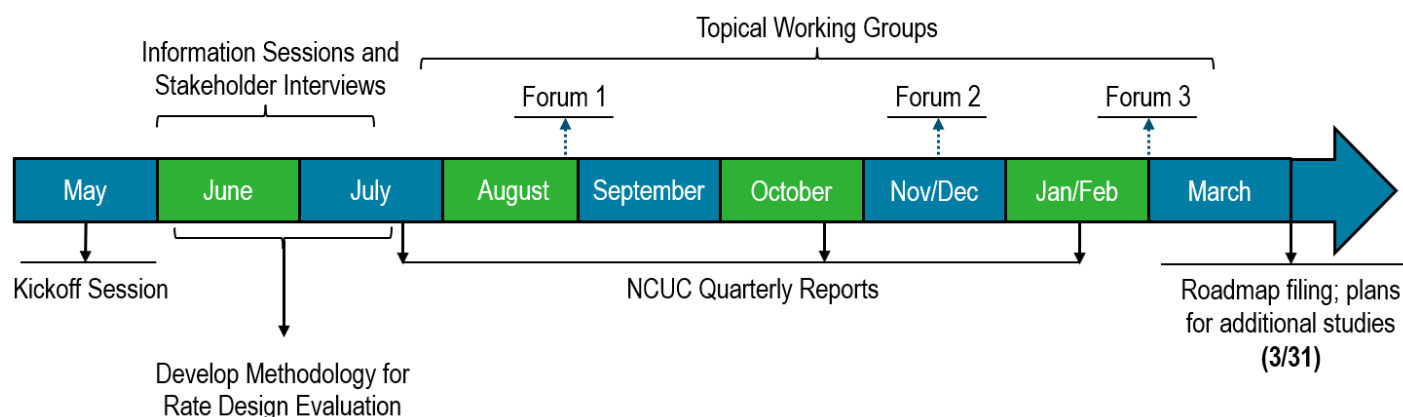 Topical Working Groups
Information Sessions and
Stakeholder Interviews
Forum 1
Forum 2
Forum 3
May
June
July
August
September
October
Nov/Dec
Jan/Feb
March
Kickoff Session
NCUC Quarterly Reports
Roadmap filing; plans
for additional studies
(3/31)
Develop Methodology for
Rate Design Evaluation